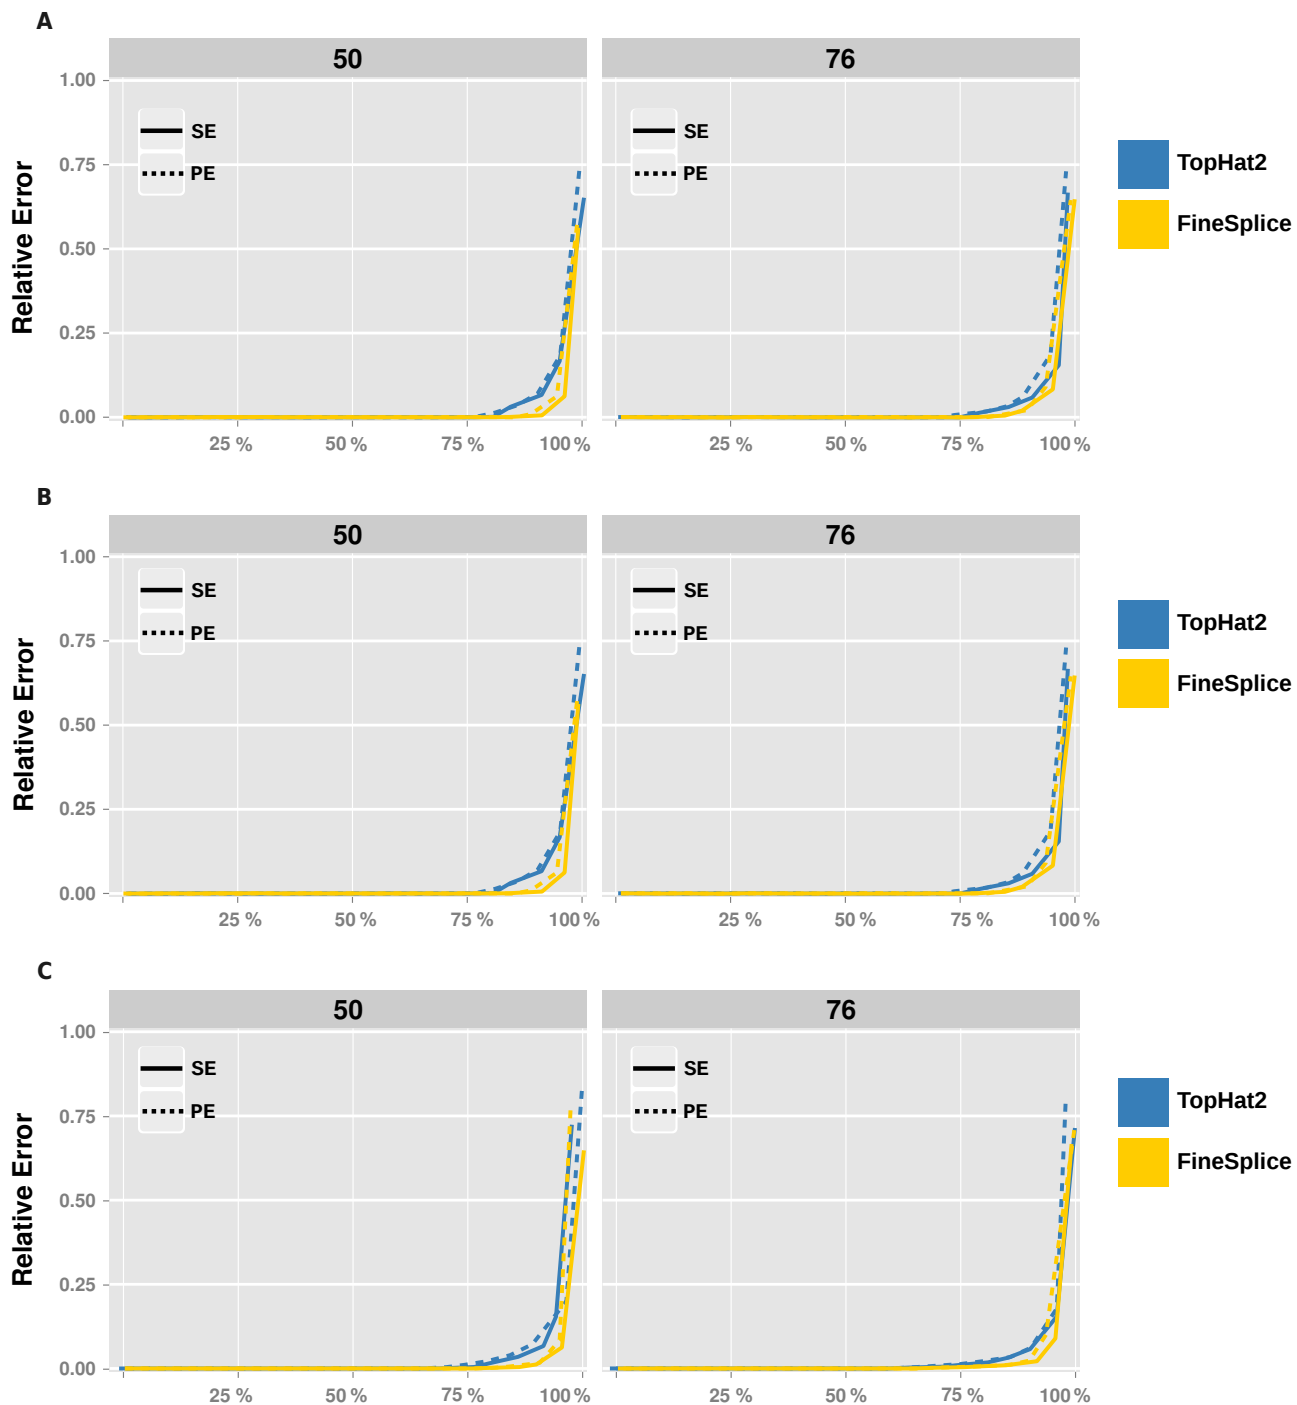 A
50 76
1.00
SE SE
TopHat2
0.75
PE PE
FineSplice
0.50
Relative Error
0.25
0.00
25 % 50 % 75 % 100 % 25 % 50 % 75 % 100 %
B
50 76
1.00
SE SE
TopHat2
PE PE
0.75
FineSplice
0.50
Relative Error
0.25
0.00
25 % 50 % 75 % 100 % 25 % 50 % 75 % 100 %
C
50 76
1.00
SE SE
TopHat2
PE PE
0.75
FineSplice
0.50
Relative Error
0.25
0.00
25 % 50 % 75 % 100 % 25 % 50 % 75 % 100 %